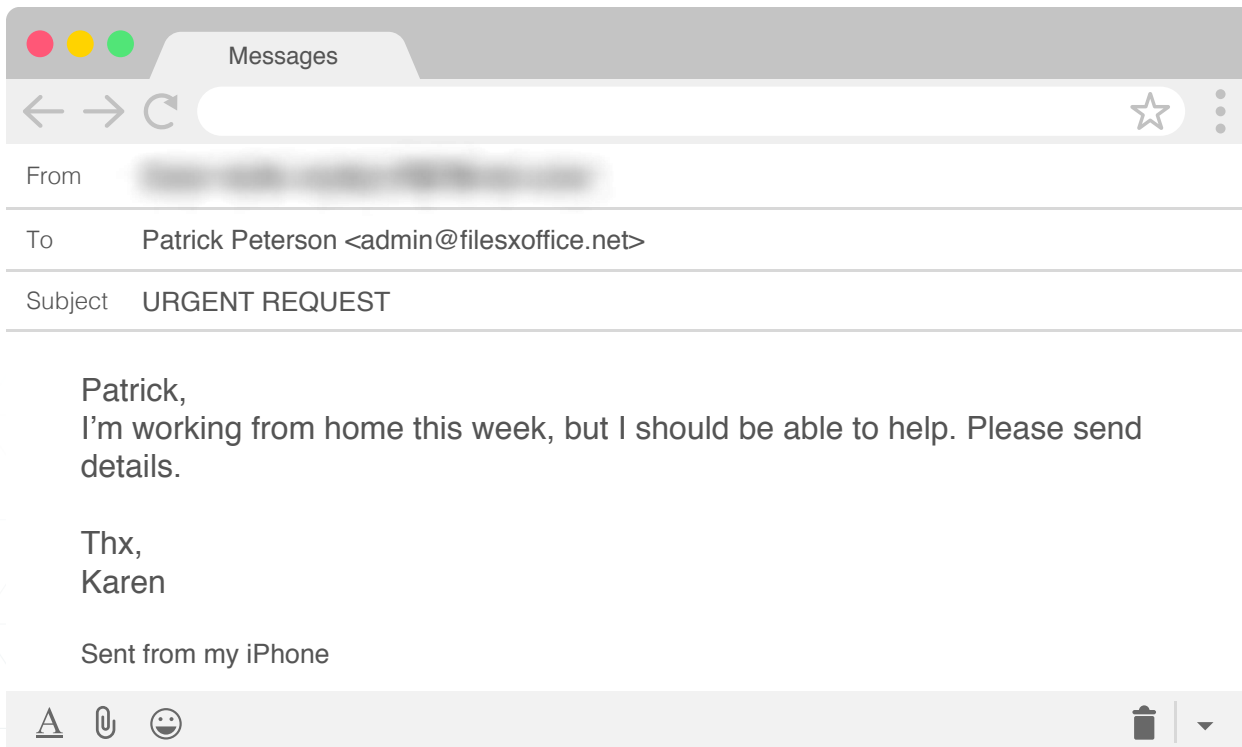 Messages
From
To Patrick Peterson <admin@filesxoffice.net>
Subject URGENT REQUEST
Patrick,
I'm working from home this week, but I should be able to help. Please send
details.
Thx,
Karen
Sent from my iPhone
A